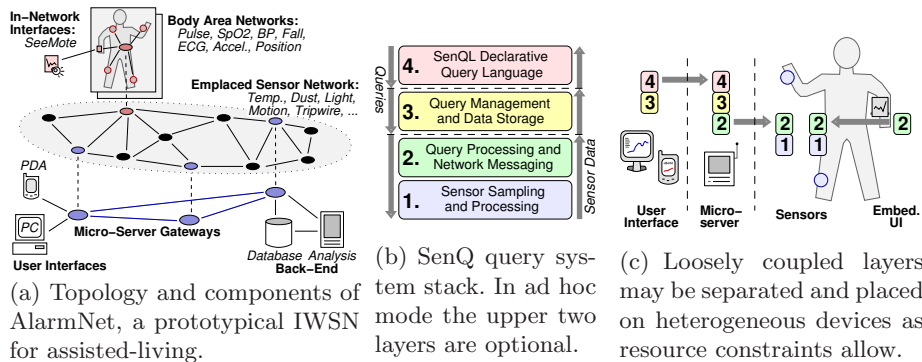 In−Network
Interfaces:
SeeMote
Body Area Networks:
Pulse, SpO2, BP, Fall,
ECG, Accel., Position
Emplaced Sensor Network:
Temp., Dust, Light,
Motion, Tripwire, ...
PDA
PC
Micro−Server Gateways
User Interfaces
Database Analysis
Back−End
(a) Topology and components of
AlarmNet, a prototypical IWSN
for assisted-living.
Queries
4. SenQL Declarative
Query Language
3. Query Management
and Data Storage
2. Query Processing and
Network Messaging
1. Sensor Sampling
and Processing
Sensor Data
(b) SenQ query sys-
tem stack. In ad hoc
mode the upper two
layers are optional.
4 4
3 3
2 2 2 2
1 1
User
Interface
Micro−
server
Sensors
Embed.
UI
(c) Loosely coupled layers
may be separated and placed
on heterogeneous devices as
resource constraints allow.